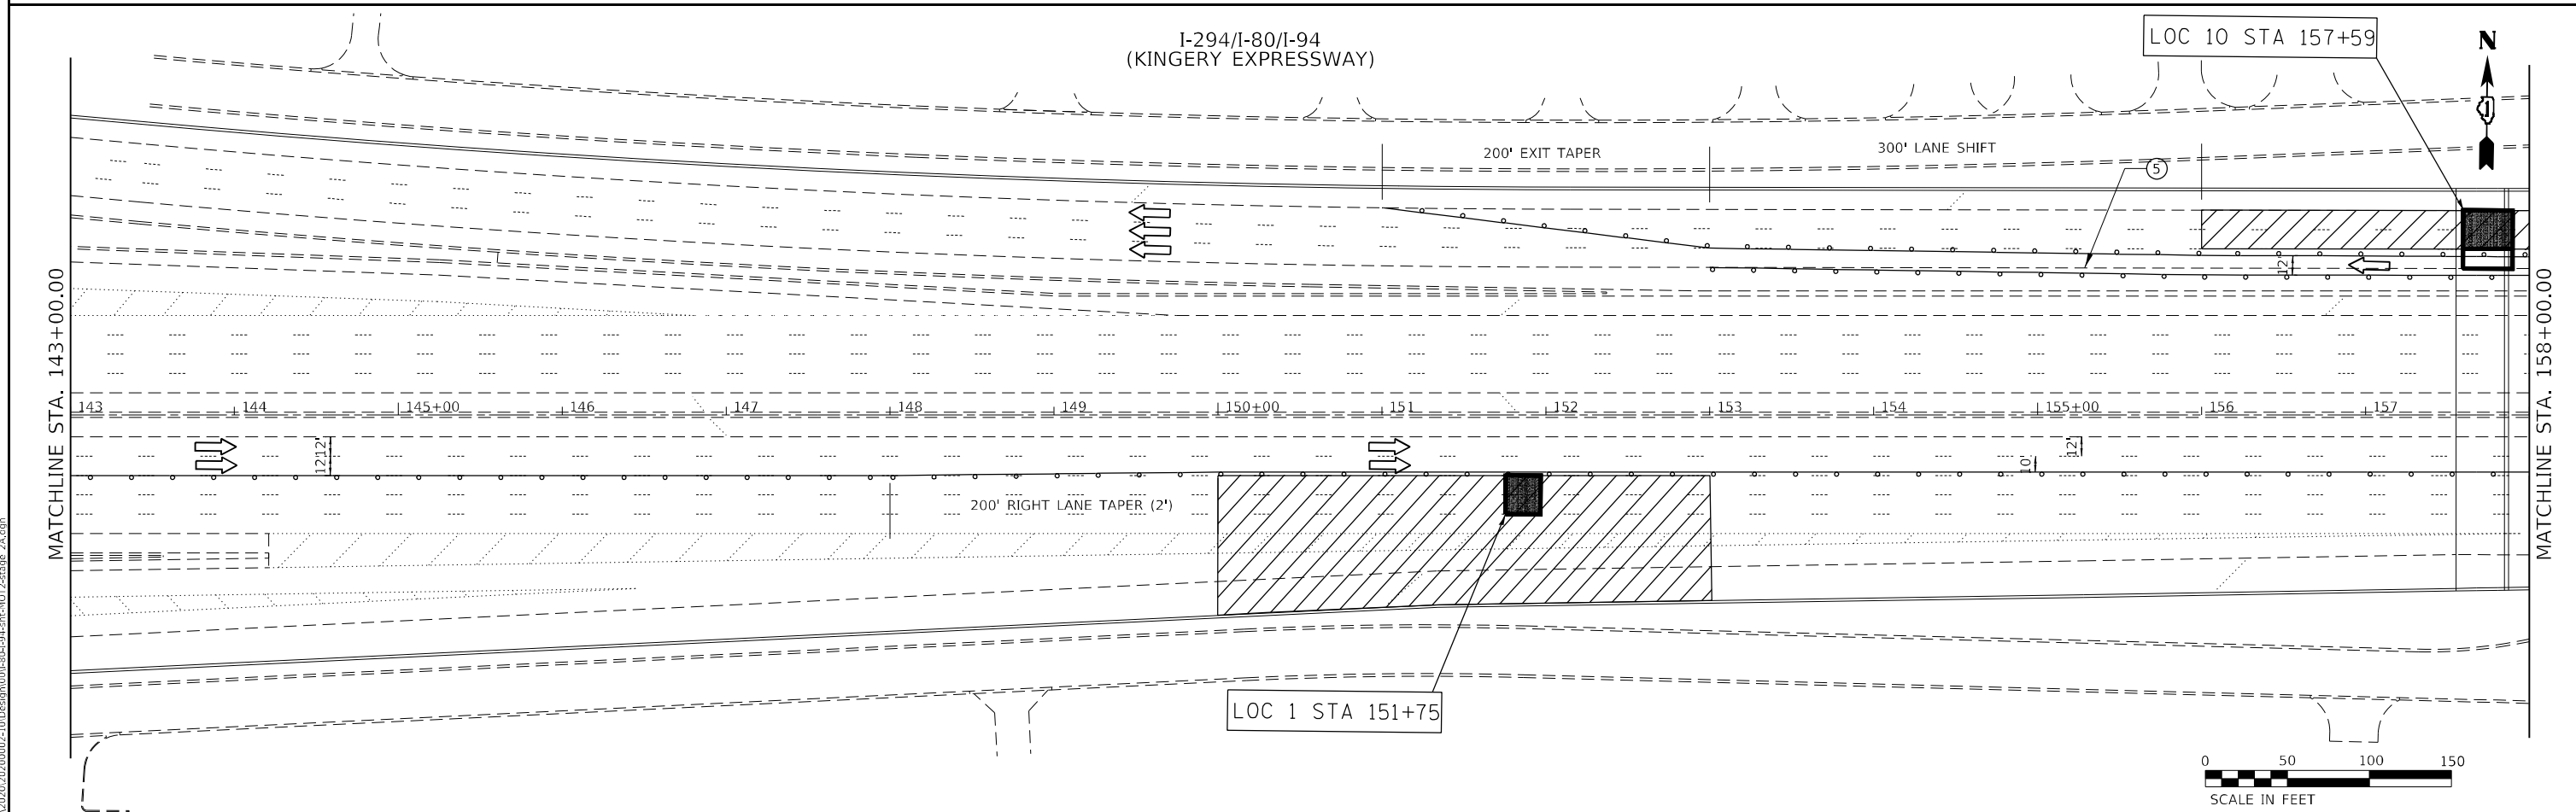 I-294/I-80/I-94
(KINGERY EXPRESSWAY)
LOC 10 STA 157+59
N
1
200' EXIT TAPER
300' LANE SHIFT
5
12'
MATCHLINE STA. 143+00.00
MATCHLINE STA. 158+00.00
143 144 145+00 146 147 148 149 150+00 151 152 153 154 155+00 156 157
12' 12'
10' 12'
200' RIGHT LANE TAPER (2')
LOC 1 STA 151+75
0 50 100 150
SCALE IN FEET